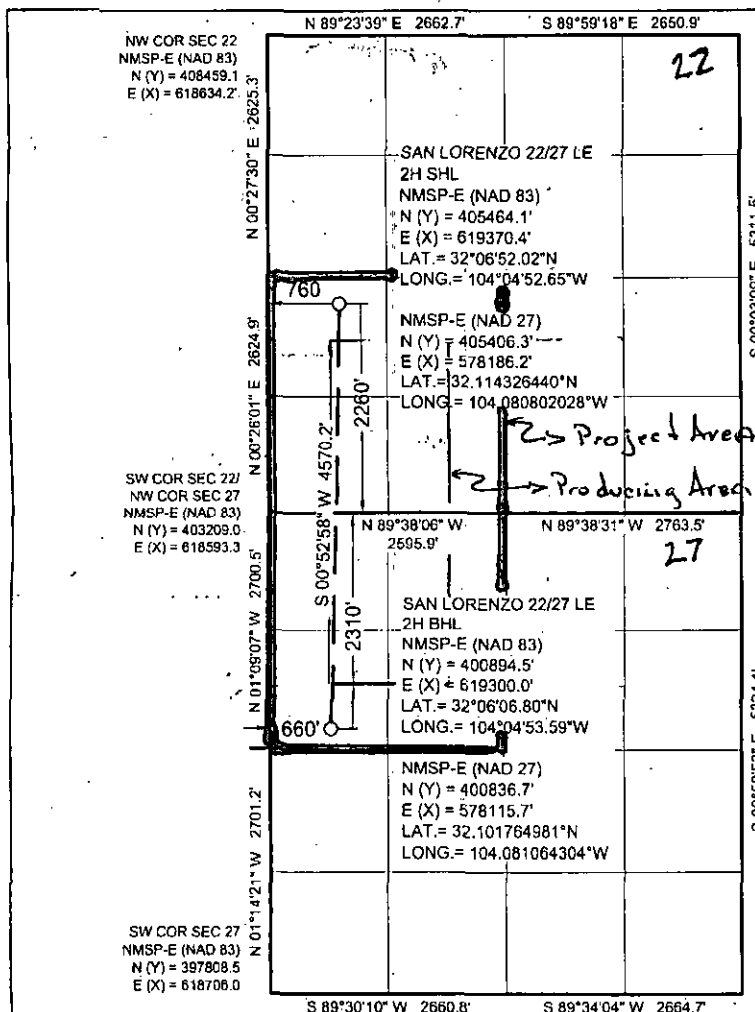 N 89°23'39" E 2662.7'
S 89°59'18" E 2650.9'
NW COR SEC 22
NMSP-E (NAD 83)
N (Y) = 408459.1
E (X) = 618634.2'
22
N 00°27'30" E 2625.3'
SAN LORENZO 22/27 LE
2H SHL
NMSP-E (NAD 83)
N (Y) = 405464.1'
E (X) = 619370.4'
LAT.= 32°06'52.02"N
LONG.= 104°04'52.65"W
760
NMSP-E (NAD 27)
N (Y) = 405406.3'
E (X) = 578186.2'
LAT.= 32.114326440°N
LONG.= 104.080802028°W
N 00°26'01" E 2624.9'
2260'
Project Area
Producing Area
SW COR SEC 22/
NW COR SEC 27
NMSP-E (NAD 83)
N (Y) = 403209.0
E (X) = 618593.3
S 00°52'58" W 4570.2'
N 89°38'06" W
2595.9'
N 89°38'31" W 2763.5'
27
N 01°09'07" W 2700.5'
2310'
SAN LORENZO 22/27 LE
2H BHL
NMSP-E (NAD 83)
N (Y) = 400894.5'
E (X) = 619300.0'
LAT.= 32°06'06.80"N
LONG.= 104°04'53.59"W
660'
NMSP-E (NAD 27)
N (Y) = 400836.7'
E (X) = 578115.7'
LAT.= 32.101764981°N
LONG.= 104.081064304°W
N 01°14'21" W 2701.2'
SW COR SEC 27
NMSP-E (NAD 83)
N (Y) = 397808.5
E (X) = 618706.0'
S 89°30'10" W 2660.8'
S 89°34'04" W 2664.7'